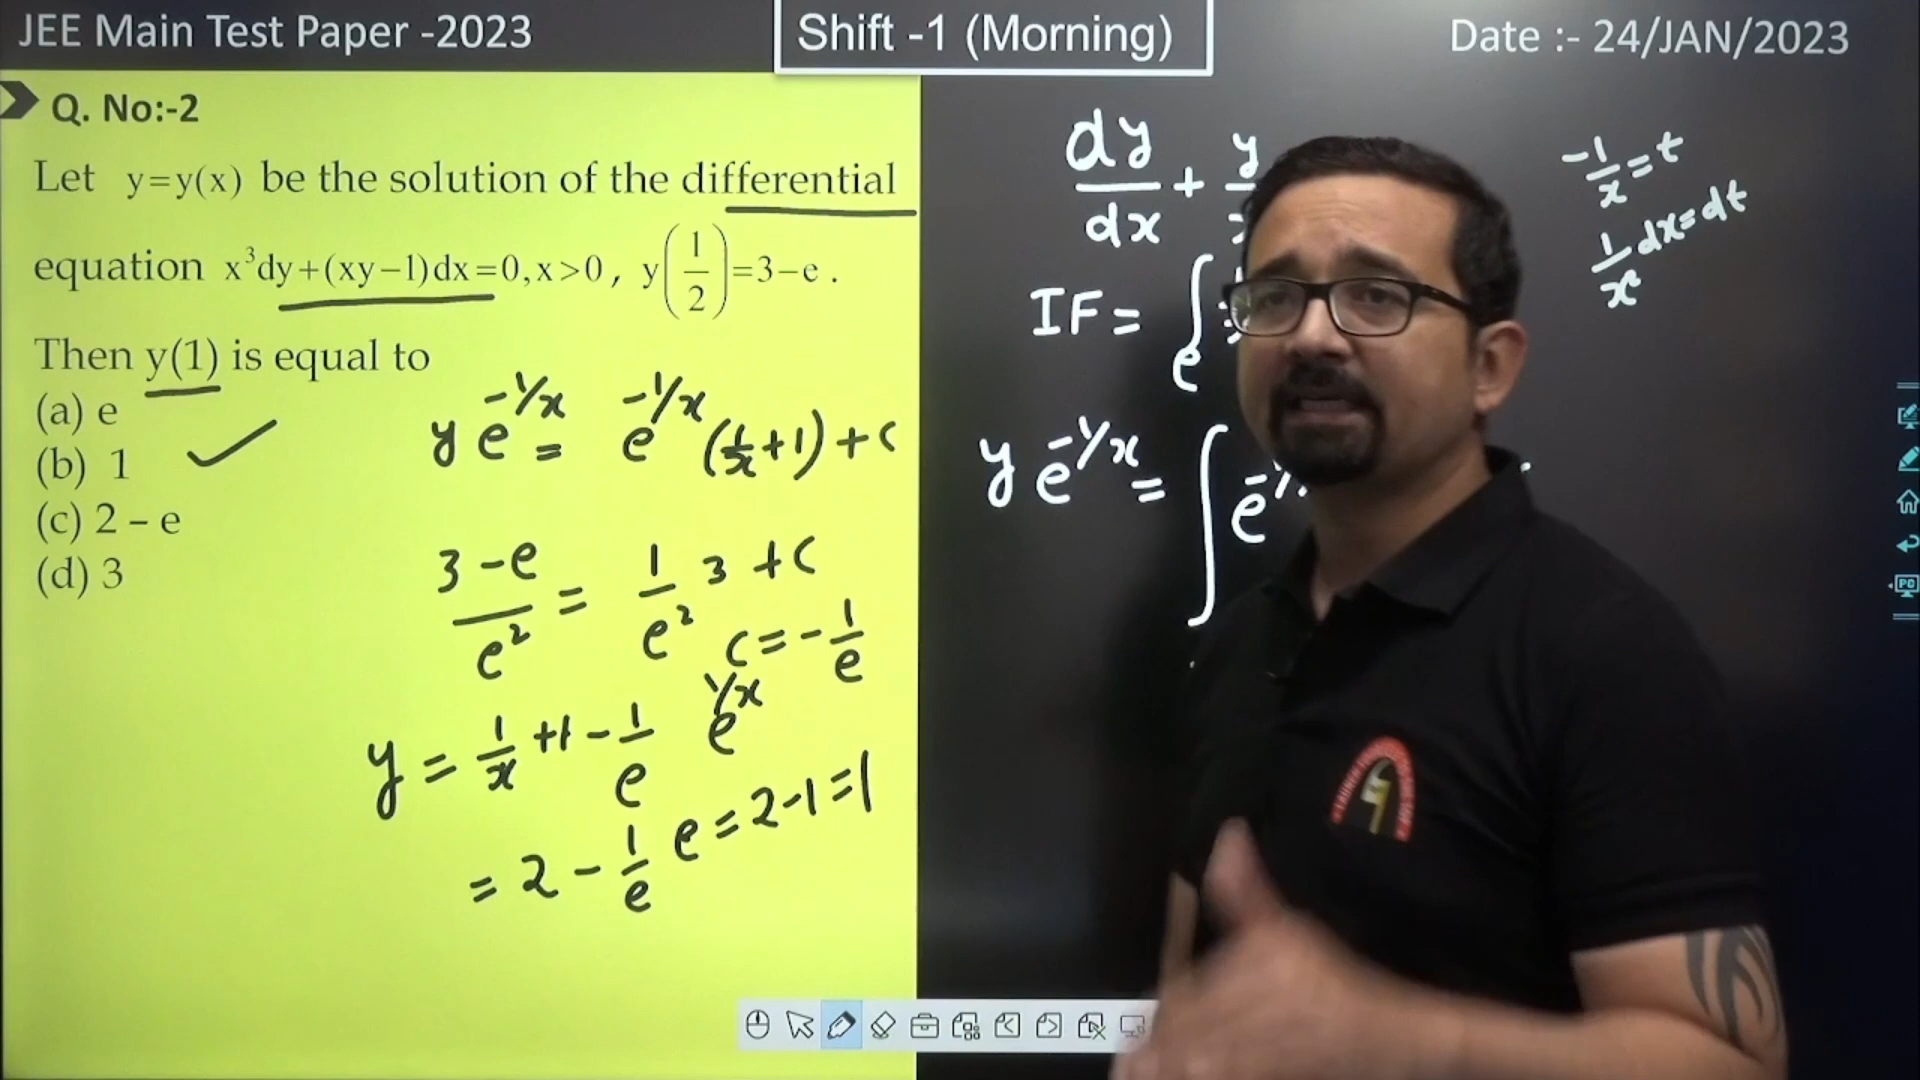 JEE Main Test Paper -2023
Shift -1 (Morning)
Date :- 24/JAN/2023
Q. No:-2
Let y=y(x) be the solution of the differential
equation x³dy+(xy−1)dx=0,x>0, y(1/2)=3−e.
Then y(1) is equal to
(a) e
(b) 1
(c) 2 – e
(d) 3
y e^(-1/x) = e^(-1/x) (1/x+1)+c
3-e/e² = 1/e² 3 +c
c = -1/e
y = 1/x +1 - 1/e e^(1/x)
= 2 - 1/e e = 2-1=1
dy/dx + y
IF = ∫
e
y e^(-1/x) = ∫ e
-1/x = t
1/x² dx = dt
PC